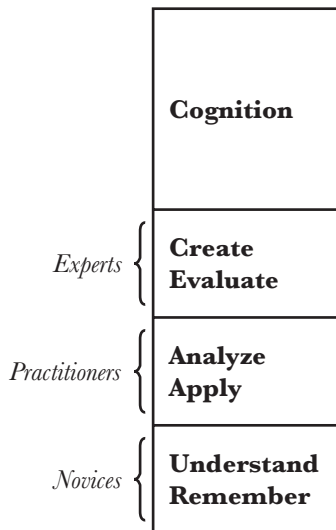 Cognition
Experts
Create
Evaluate
Practitioners
Analyze
Apply
Novices
Understand
Remember